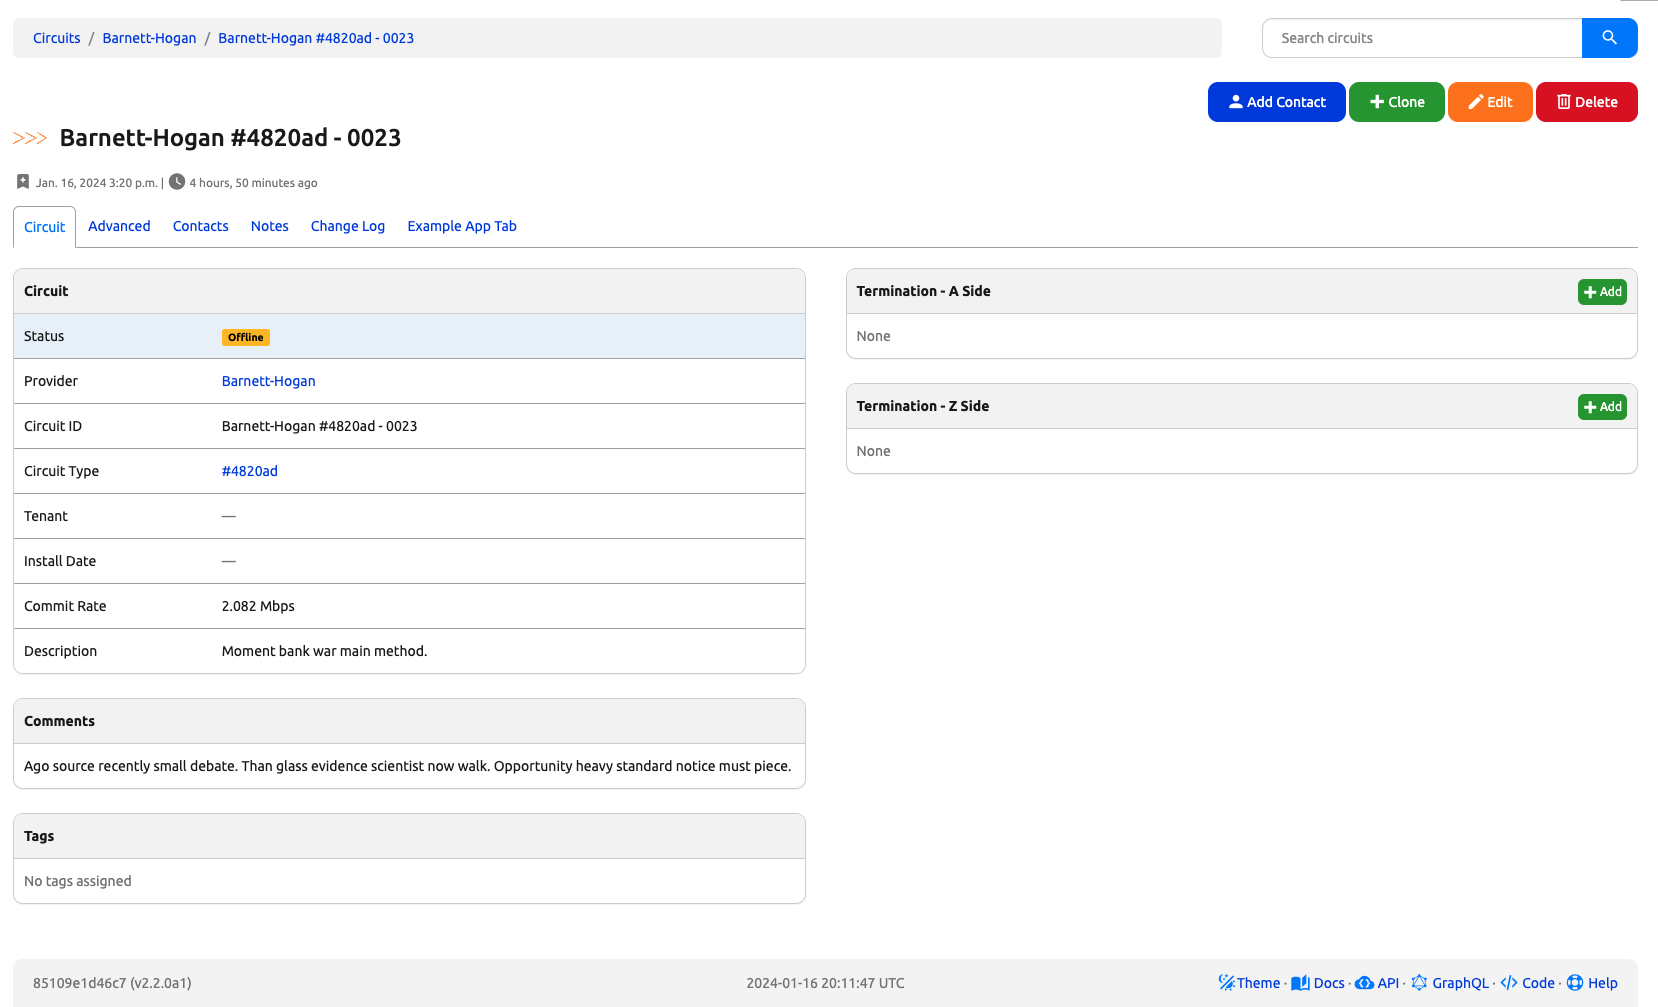 Circuits / Barnett-Hogan / Barnett-Hogan #4820ad - 0023
Search circuits
Add Contact
Clone
Edit
Delete
>>> Barnett-Hogan #4820ad - 0023
Jan. 16, 2024 3:20 p.m. | 4 hours, 50 minutes ago
Circuit Advanced Contacts Notes Change Log Example App Tab
Circuit
Status Offline
Provider Barnett-Hogan
Circuit ID Barnett-Hogan #4820ad - 0023
Circuit Type #4820ad
Tenant —
Install Date —
Commit Rate 2.082 Mbps
Description Moment bank war main method.
Comments
Ago source recently small debate. Than glass evidence scientist now walk. Opportunity heavy standard notice must piece.
Tags
No tags assigned
Termination - A Side
Add
None
Termination - Z Side
Add
None
85109e1d46c7 (v2.2.0a1)
2024-01-16 20:11:47 UTC
Theme · Docs · API · GraphQL · Code · Help